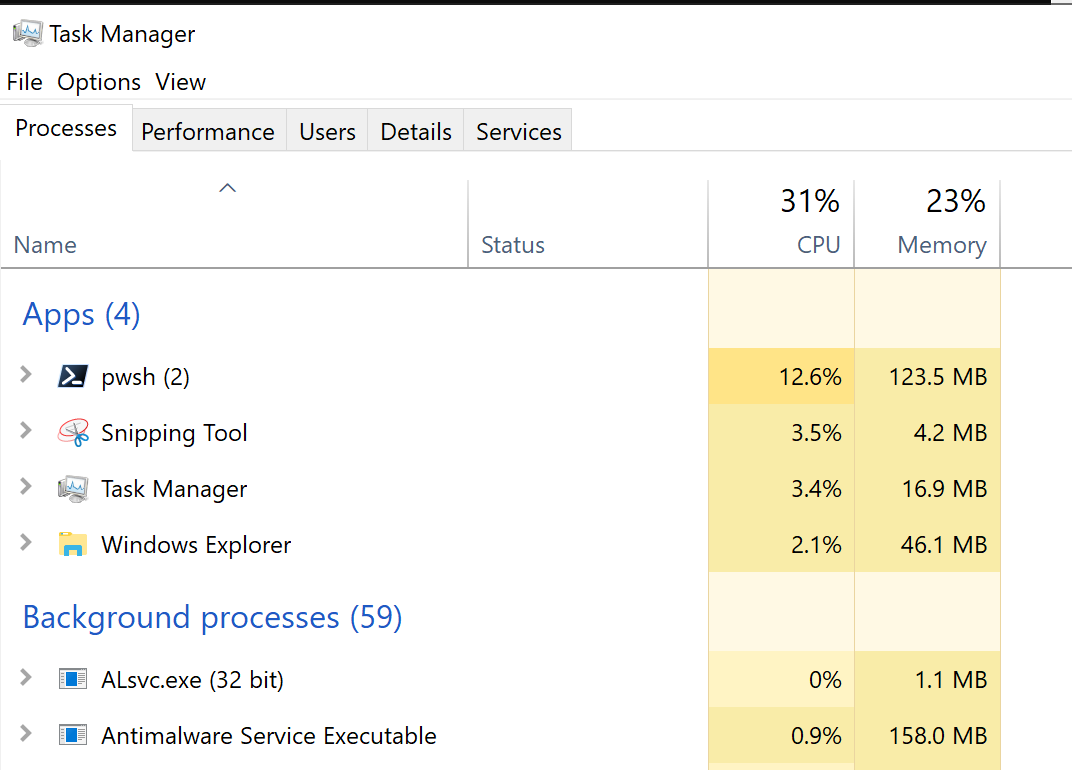 Task Manager
File Options View
Processes Performance Users Details Services
31% 23%
Name Status CPU Memory
Apps (4)
pwsh (2) 12.6% 123.5 MB
Snipping Tool 3.5% 4.2 MB
Task Manager 3.4% 16.9 MB
Windows Explorer 2.1% 46.1 MB
Background processes (59)
ALsvc.exe (32 bit) 0% 1.1 MB
Antimalware Service Executable 0.9% 158.0 MB